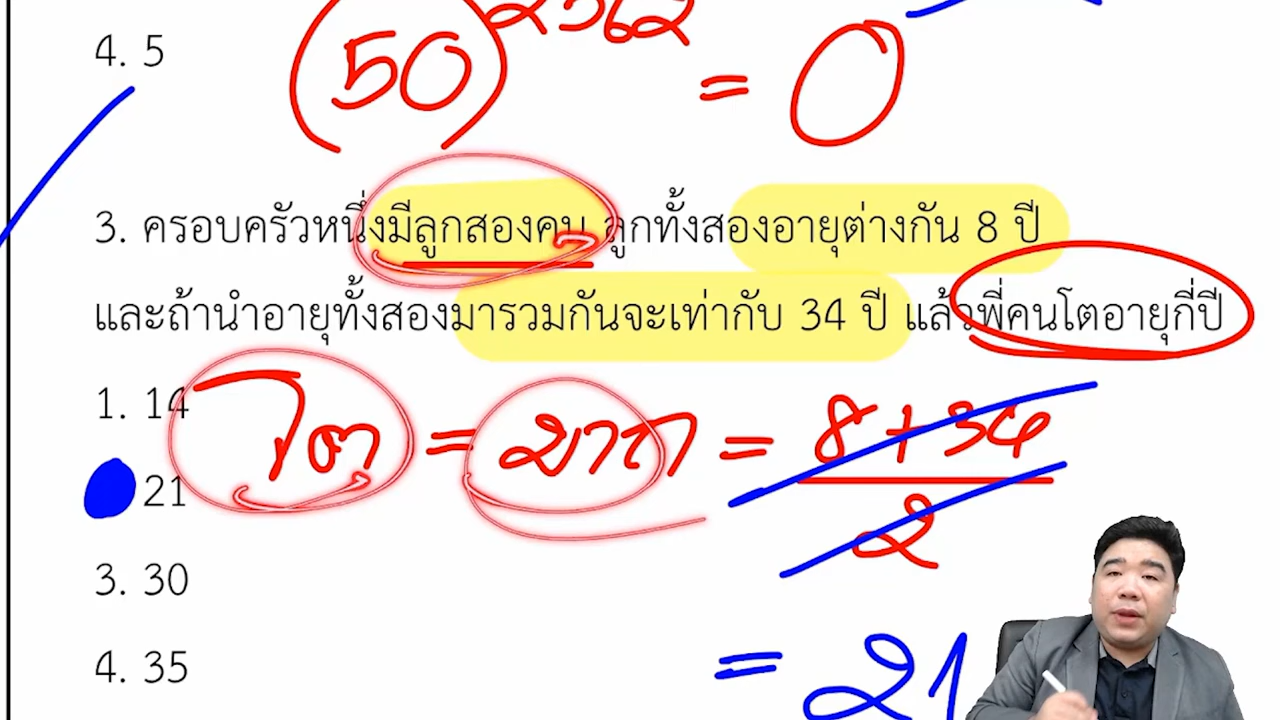 (50)²⁵⁶² = 0
4. 5
3. ครอบครัวหนึ่งมีลูกสองคน ลูกทั้งสองอายุต่างกัน 8 ปี
และถ้านำอายุทั้งสองมารวมกันจะเท่ากับ 34 ปี แล้วพี่คนโตอายุกี่ปี
1. 14
โต = มาก = 8+34
2
21
3. 30
4. 35
= 21